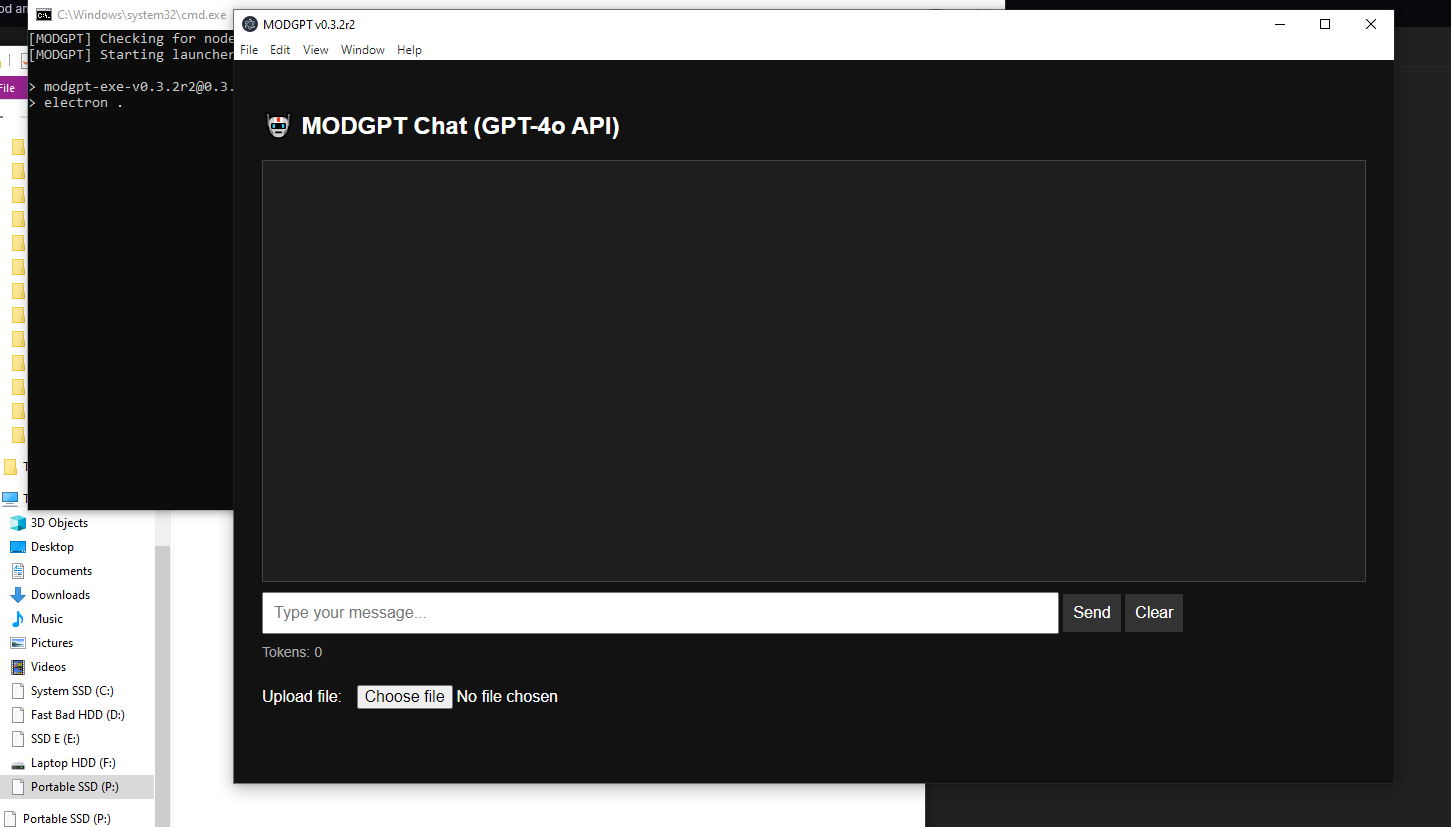 od an
C:\Windows\system32\cmd.exe
[MODGPT] Checking for node
[MODGPT] Starting launcher
> modgpt-exe-v0.3.2r2@0.3.
> electron .
File
3D Objects
Desktop
Documents
Downloads
Music
Pictures
Videos
System SSD (C:)
Fast Bad HDD (D:)
SSD E (E:)
Laptop HDD (F:)
Portable SSD (P:)
Portable SSD (P:)
MODGPT v0.3.2r2
File Edit View Window Help
MODGPT Chat (GPT-4o API)
Type your message...
Send
Clear
Tokens: 0
Upload file: Choose file No file chosen